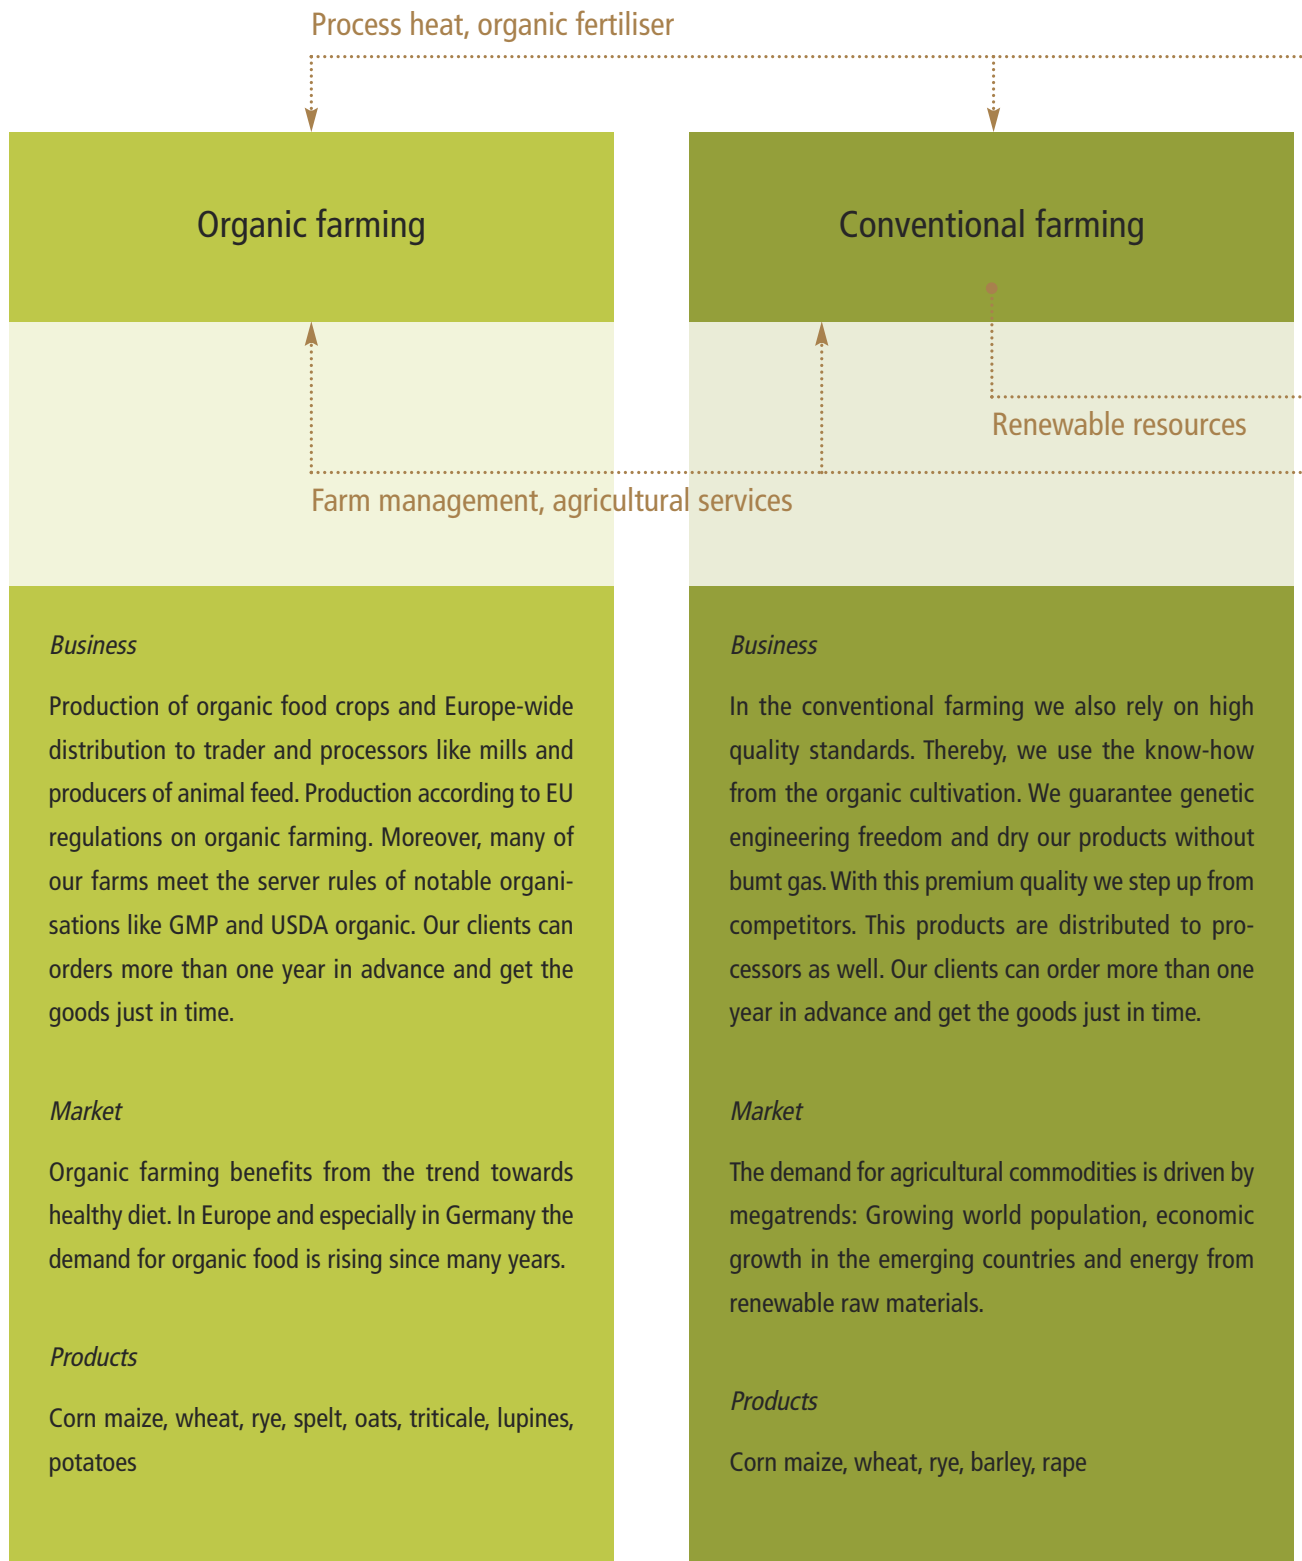 Process heat, organic fertiliser
Organic farming
Conventional farming
Renewable resources
Farm management, agricultural services
Business
Production of organic food crops and Europe-wide
distribution to trader and processors like mills and
producers of animal feed. Production according to EU
regulations on organic farming. Moreover, many of
our farms meet the server rules of notable organi-
sations like GMP and USDA organic. Our clients can
orders more than one year in advance and get the
goods just in time.
Market
Organic farming benefits from the trend towards
healthy diet. In Europe and especially in Germany the
demand for organic food is rising since many years.
Products
Corn maize, wheat, rye, spelt, oats, triticale, lupines,
potatoes
Business
In the conventional farming we also rely on high
quality standards. Thereby, we use the know-how
from the organic cultivation. We guarantee genetic
engineering freedom and dry our products without
bumt gas. With this premium quality we step up from
competitors. This products are distributed to pro-
cessors as well. Our clients can order more than one
year in advance and get the goods just in time.
Market
The demand for agricultural commodities is driven by
megatrends: Growing world population, economic
growth in the emerging countries and energy from
renewable raw materials.
Products
Corn maize, wheat, rye, barley, rape